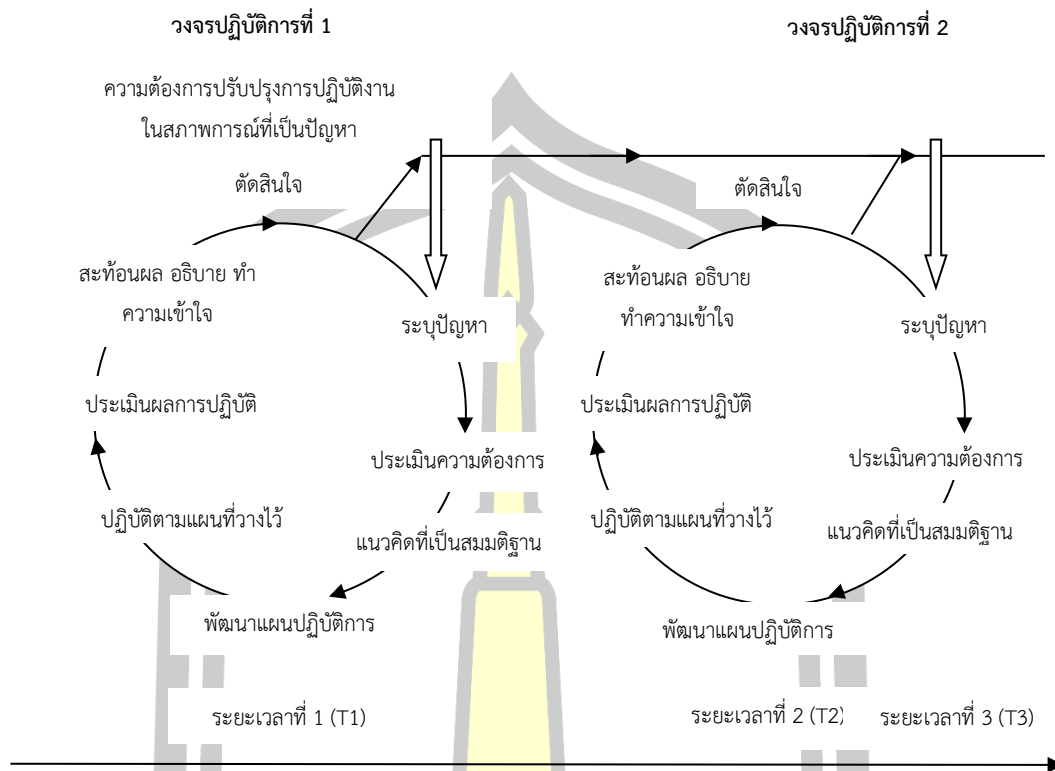 วงจรปฏิบัติการที่ 1
วงจรปฏิบัติการที่ 2
ความต้องการปรับปรุงการปฏิบัติงาน
ในสภาพการณ์ที่เป็นปัญหา
ตัดสินใจ
สะท้อนผล อธิบาย ทำ
ความเข้าใจ
ระบุปัญหา
ประเมินผลการปฏิบัติ
ประเมินความต้องการ
ปฏิบัติตามแผนที่วางไว้
แนวคิดที่เป็นสมมติฐาน
พัฒนาแผนปฏิบัติการ
ตัดสินใจ
สะท้อนผล อธิบาย
ทำความเข้าใจ
ระบุปัญหา
ประเมินผลการปฏิบัติ
ประเมินความต้องการ
ปฏิบัติตามแผนที่วางไว้
แนวคิดที่เป็นสมมติฐาน
พัฒนาแผนปฏิบัติการ
ระยะเวลาที่ 1 (T1)
ระยะเวลาที่ 2 (T2)
ระยะเวลาที่ 3 (T3)